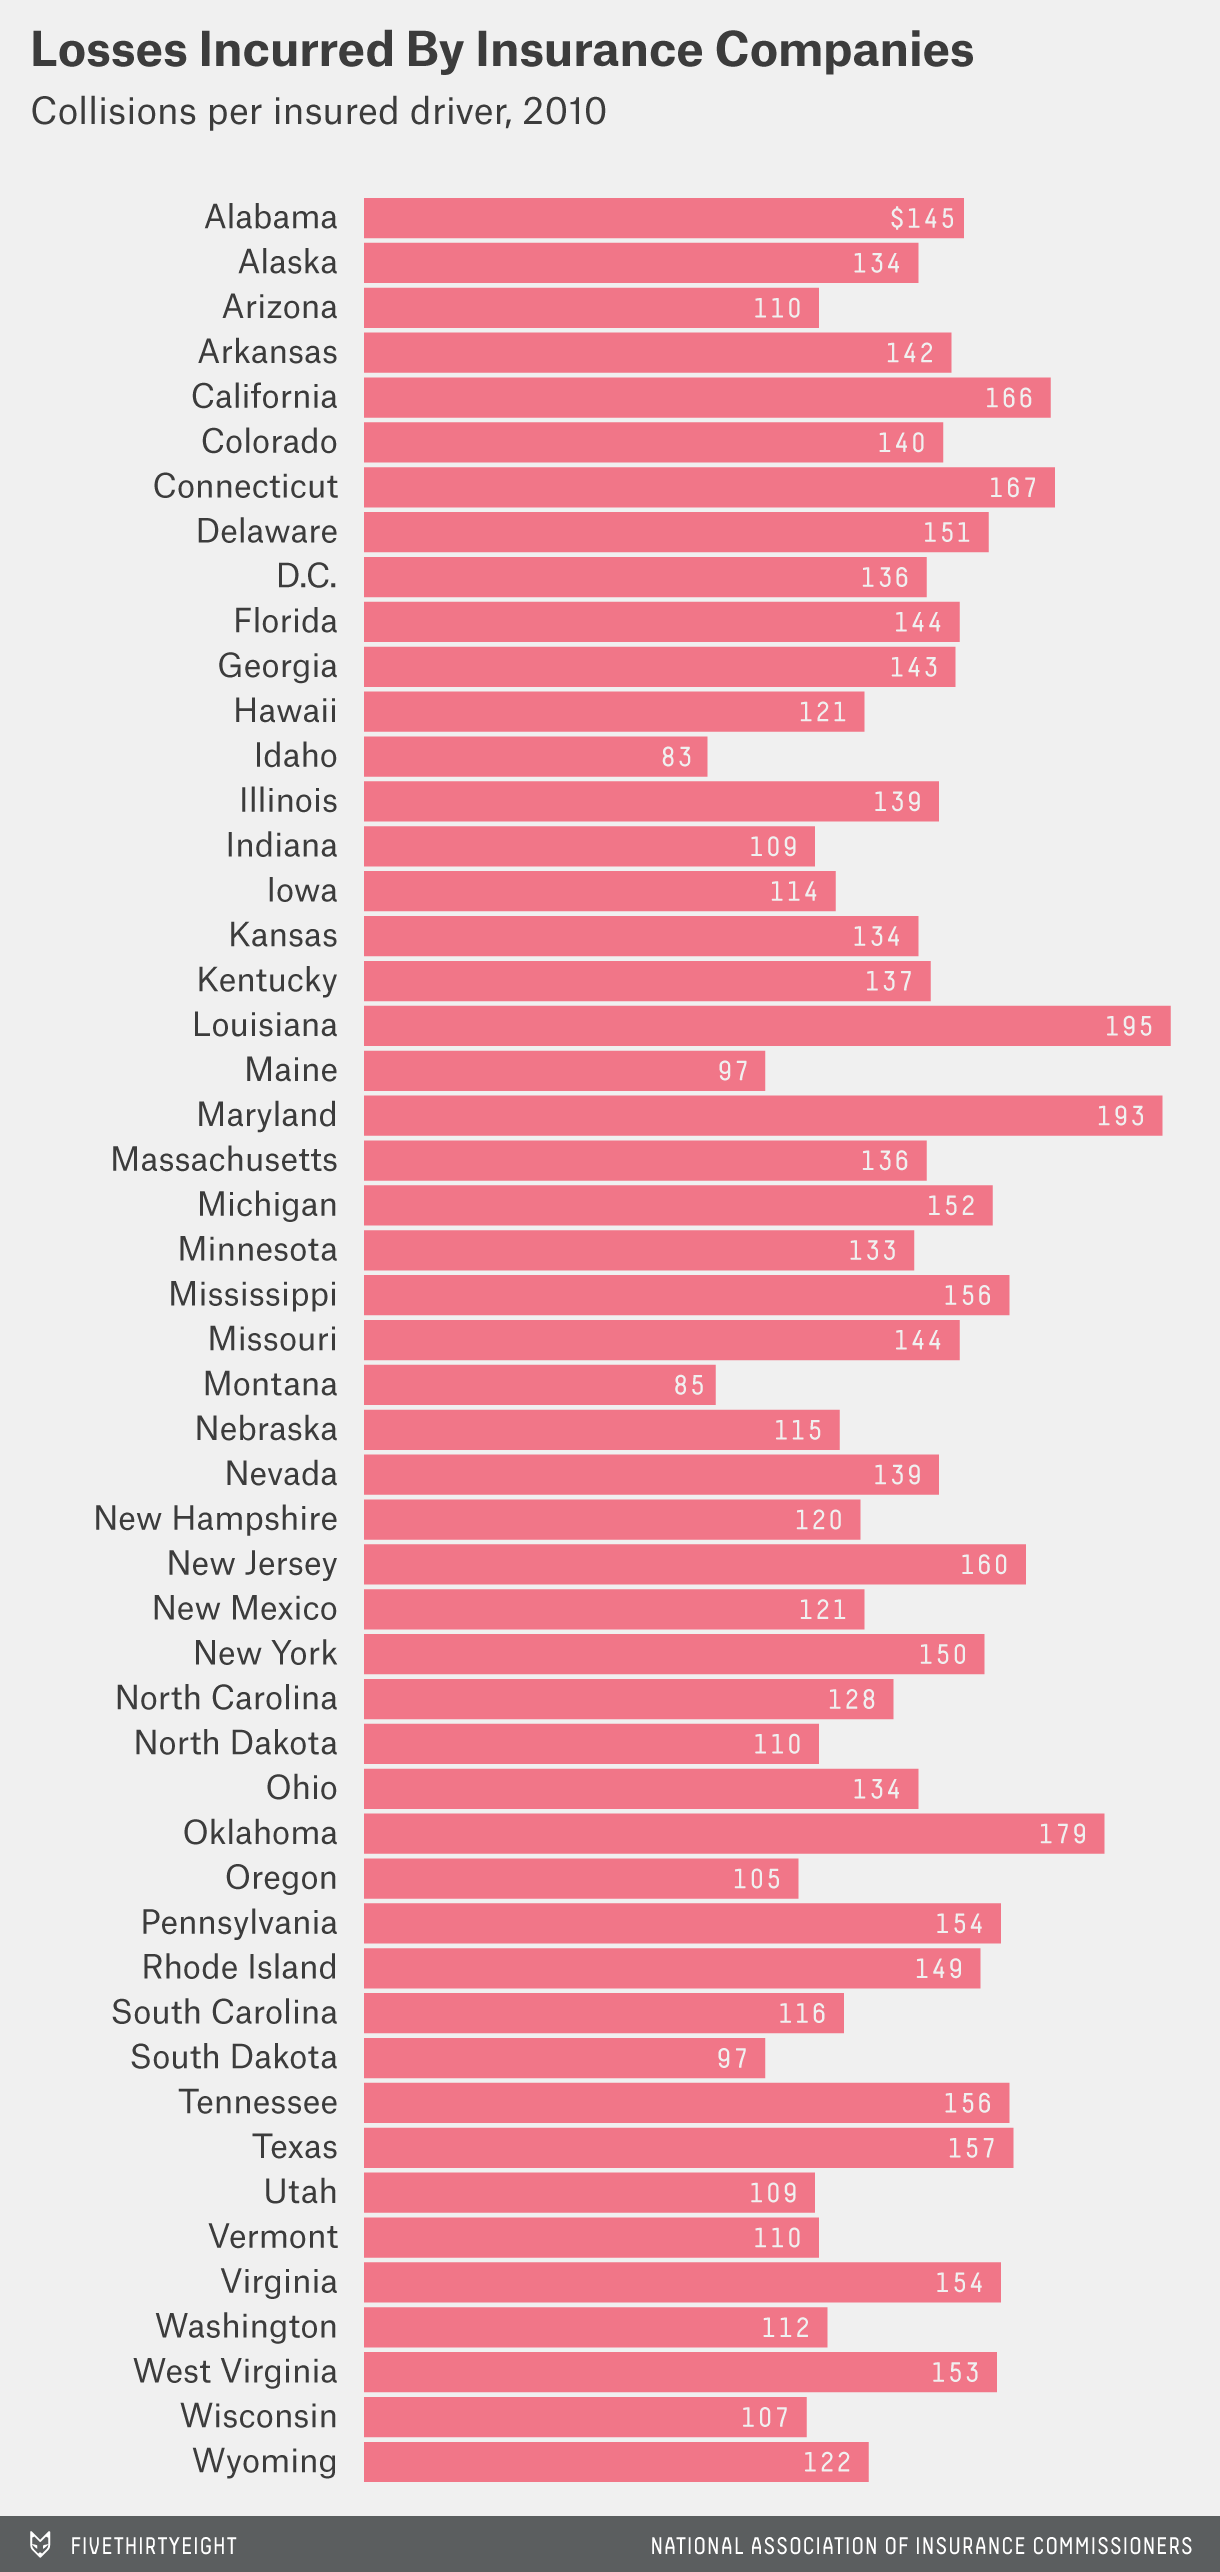 Losses Incurred By Insurance Companies
Collisions per insured driver, 2010
Alabama $145
Alaska 134
Arizona 110
Arkansas 142
California 166
Colorado 140
Connecticut 167
Delaware 151
D.C. 136
Florida 144
Georgia 143
Hawaii 121
Idaho 83
Illinois 139
Indiana 109
Iowa 114
Kansas 134
Kentucky 137
Louisiana 195
Maine 97
Maryland 193
Massachusetts 136
Michigan 152
Minnesota 133
Mississippi 156
Missouri 144
Montana 85
Nebraska 115
Nevada 139
New Hampshire 120
New Jersey 160
New Mexico 121
New York 150
North Carolina 128
North Dakota 110
Ohio 134
Oklahoma 179
Oregon 105
Pennsylvania 154
Rhode Island 149
South Carolina 116
South Dakota 97
Tennessee 156
Texas 157
Utah 109
Vermont 110
Virginia 154
Washington 112
West Virginia 153
Wisconsin 107
Wyoming 122
FIVETHIRTYEIGHT NATIONAL ASSOCIATION OF INSURANCE COMMISSIONERS